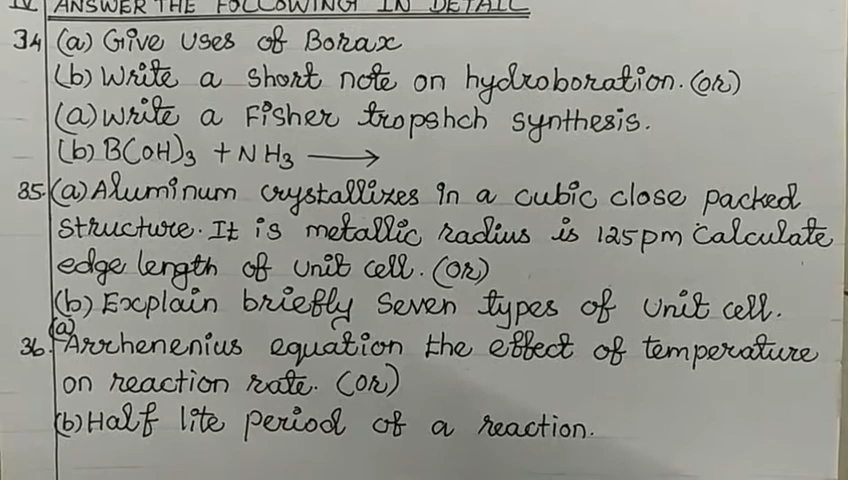 IV ANSWER THE FOLLOWING IN DETAIL
34 (a) Give uses of Borax
(b) Write a short note on hydroboration. (or)
(a) Write a Fisher tropshch synthesis.
(b) B(OH)3 + NH3 →
35. (a) Aluminum crystallizes in a cubic close packed
structure. It is metallic radius is 125pm calculate
edge length of unit cell. (or)
(b) Explain briefly seven types of unit cell.
36. (a) Arrhenenius equation the effect of temperature
on reaction rate. (or)
(b) Half lite period of a reaction.